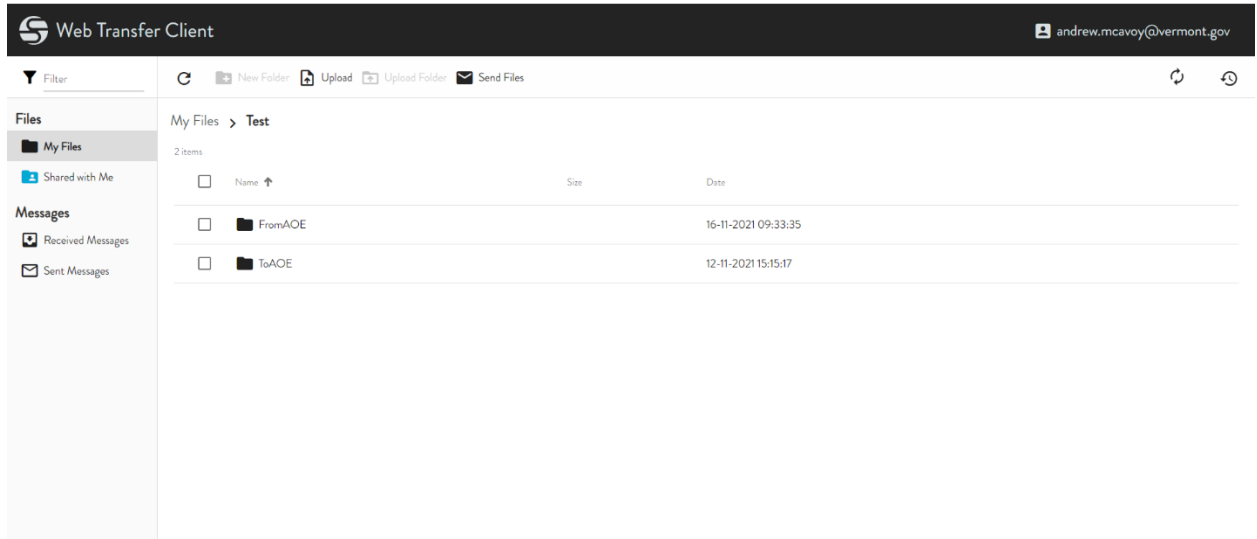 Web Transfer Client
andrew.mcavoy@vermont.gov
Filter
New Folder Upload Upload Folder Send Files
Files
My Files
Shared with Me
Messages
Received Messages
Sent Messages
My Files > Test
2 items
Name Size Date
FromAOE 16-11-2021 09:33:35
ToAOE 12-11-2021 15:15:17